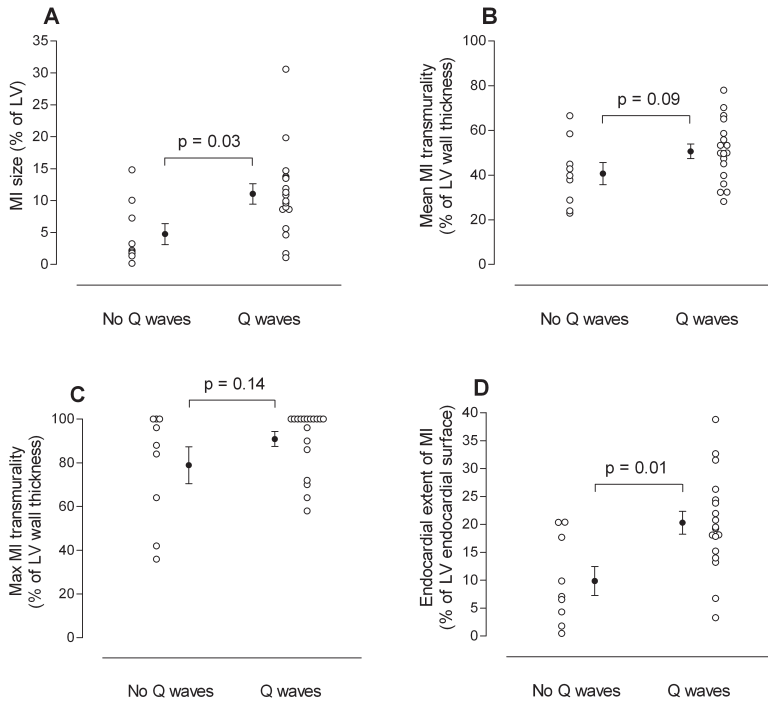 A
MI size (% of LV)
35
30
25
20
15
10
5
0
p = 0.03
No Q waves
Q waves
B
Mean MI transmurality
(% of LV wall thickness)
100
80
60
40
20
0
p = 0.09
No Q waves
Q waves
C
Max MI transmurality
(% of LV wall thickness)
100
80
60
40
20
0
p = 0.14
No Q waves
Q waves
D
Endocardial extent of MI
(% of LV endocardial surface)
40
35
30
25
20
15
10
5
0
p = 0.01
No Q waves
Q waves